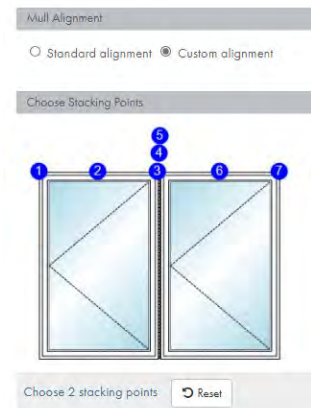 Mull Alignment
Standard alignment Custom alignment
Choose Stacking Points
5
4
1 2 3 6 7
Choose 2 stacking points Reset